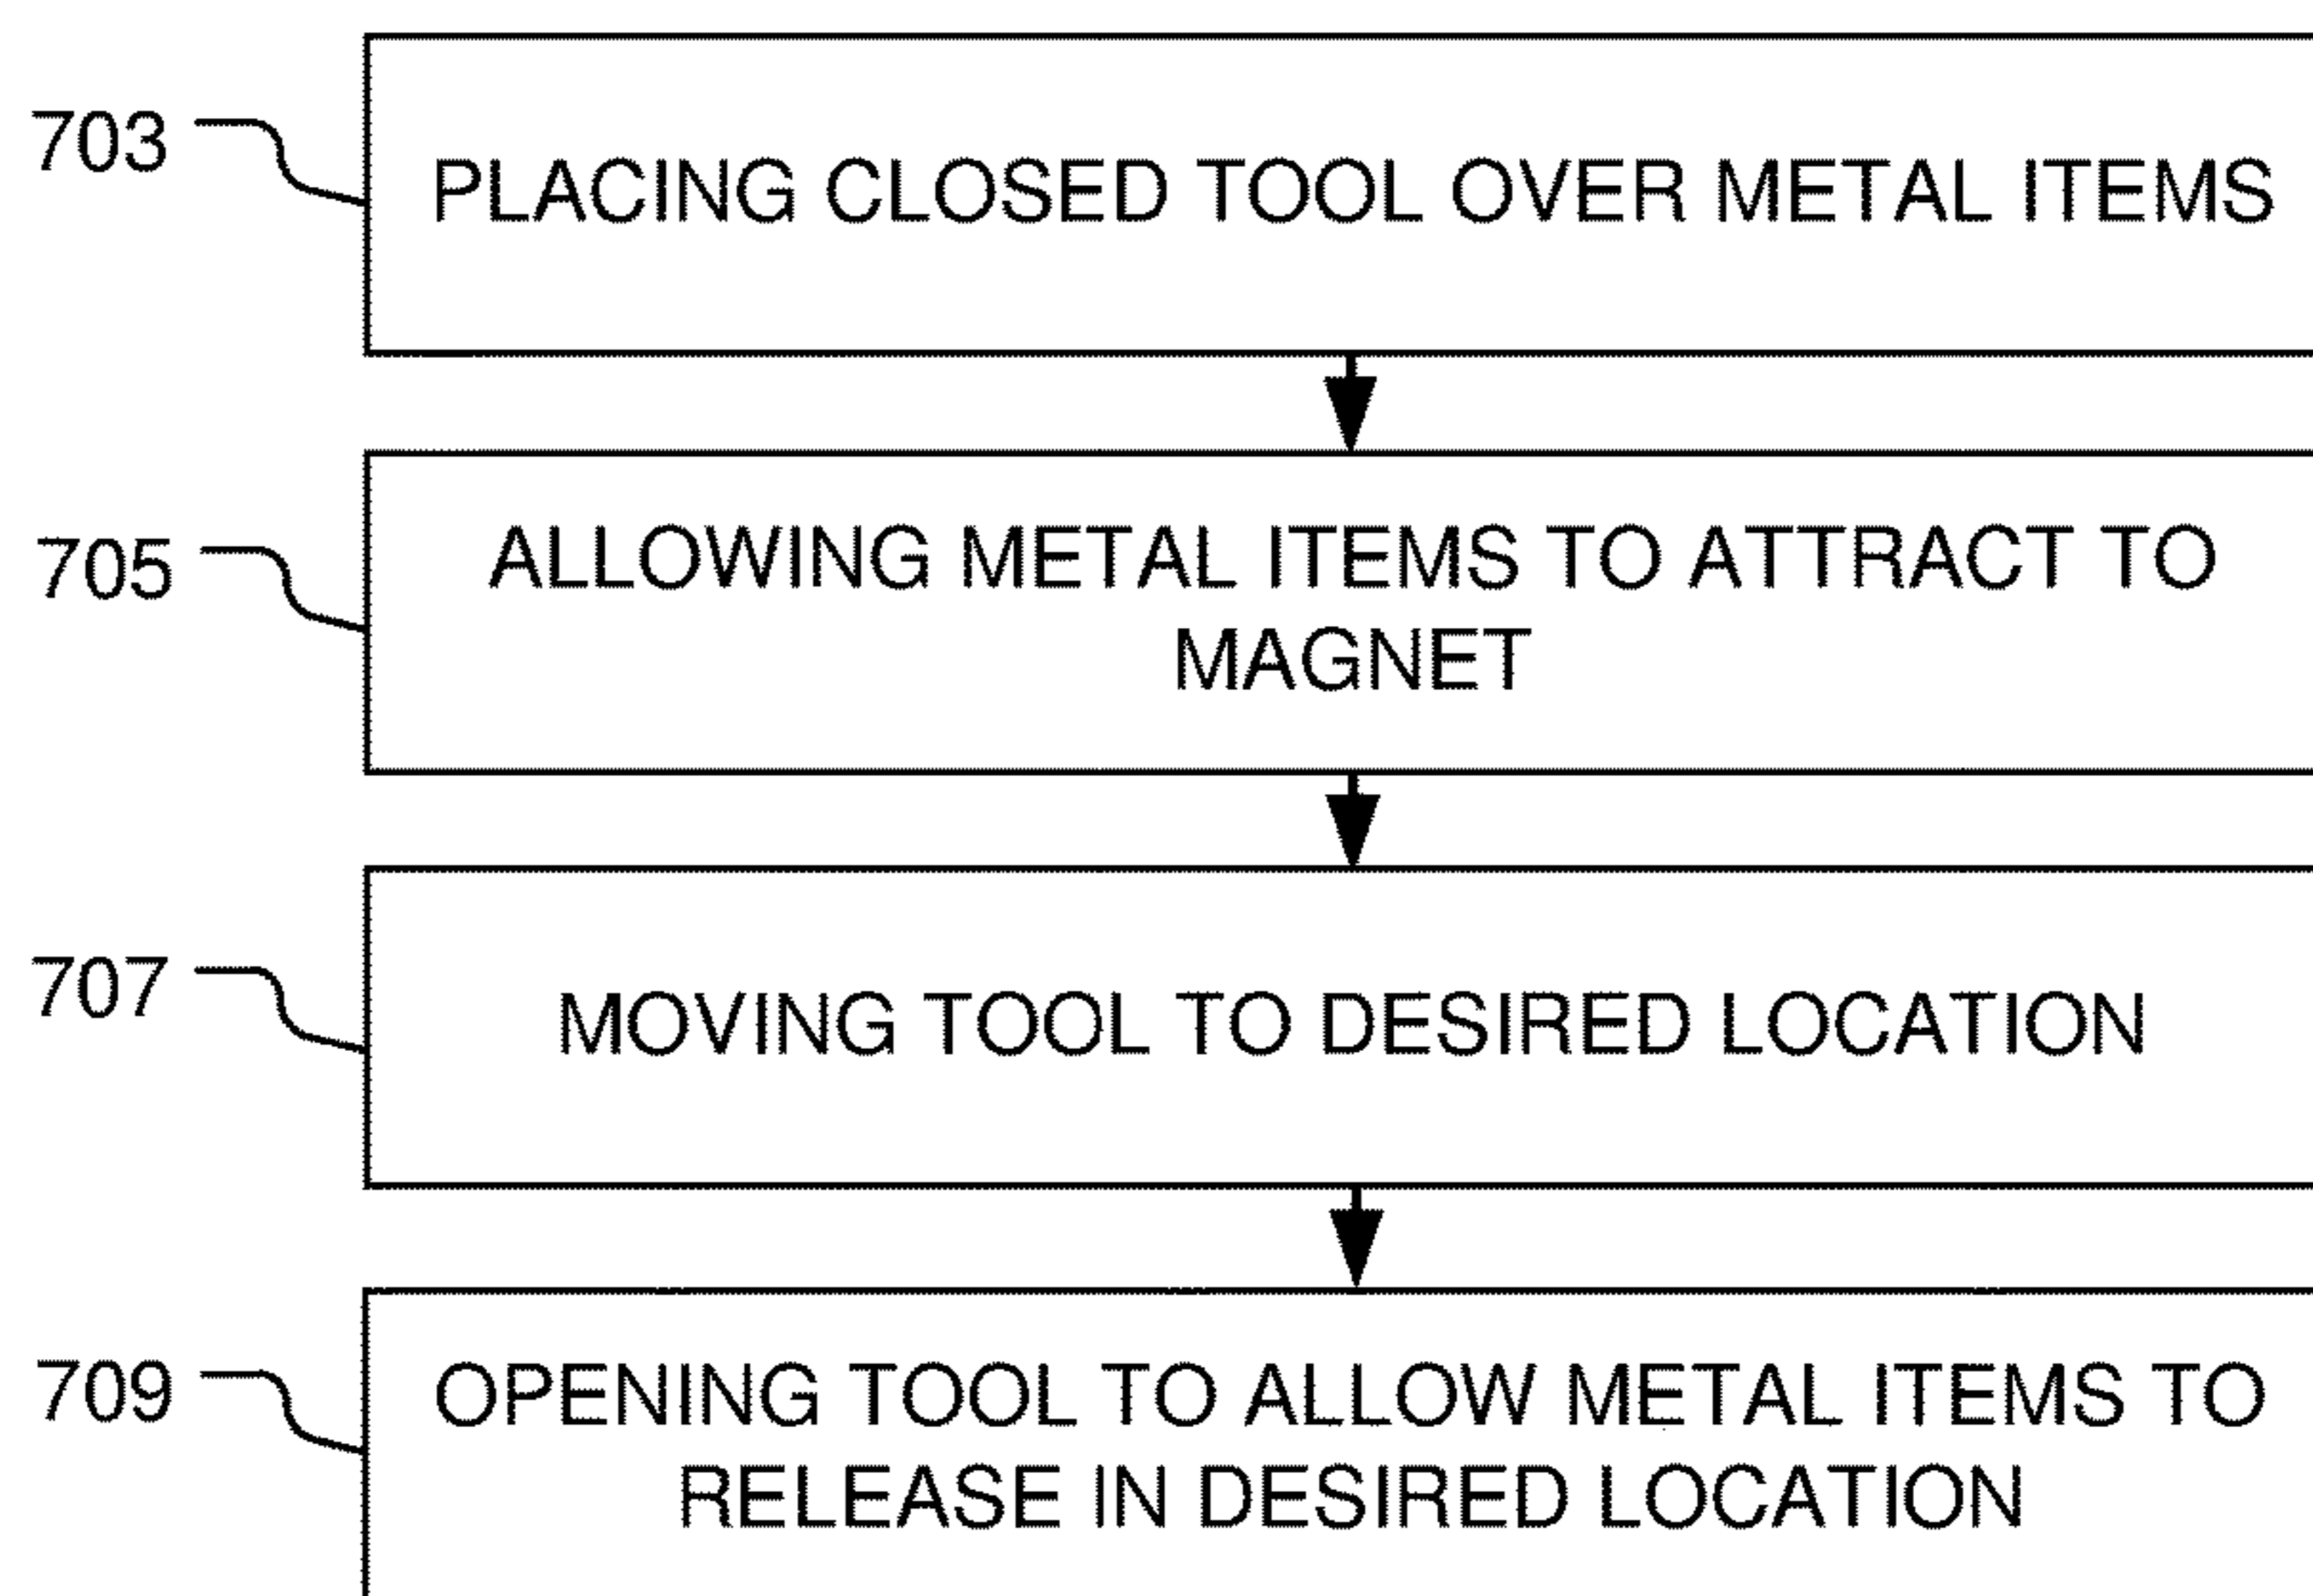 703
PLACING CLOSED TOOL OVER METAL ITEMS
705
ALLOWING METAL ITEMS TO ATTRACT TO
MAGNET
707
MOVING TOOL TO DESIRED LOCATION
709
OPENING TOOL TO ALLOW METAL ITEMS TO
RELEASE IN DESIRED LOCATION